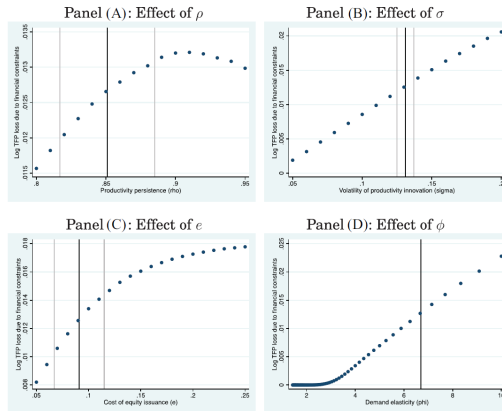 Panel (A): Effect of ρ
Panel (B): Effect of σ
Log TFP loss due to financial constraints
.0115 .012 .0125 .013 .0135
.8 .85 .9 .95
Productivity persistence (rho)
Log TFP loss due to financial constraints
0 .005 .01 .015 .02
.05 .1 .15 .2
Volatility of productivity innovation (sigma)
Panel (C): Effect of e
Panel (D): Effect of ϕ
Log TFP loss due to financial constraints
.008 .01 .012 .014 .016 .018
.05 .1 .15 .2 .25
Cost of equity issuance (e)
Log TFP loss due to financial constraints
0 .005 .01 .015 .02 .025
2 4 6 8 10
Demand elasticity (phi)